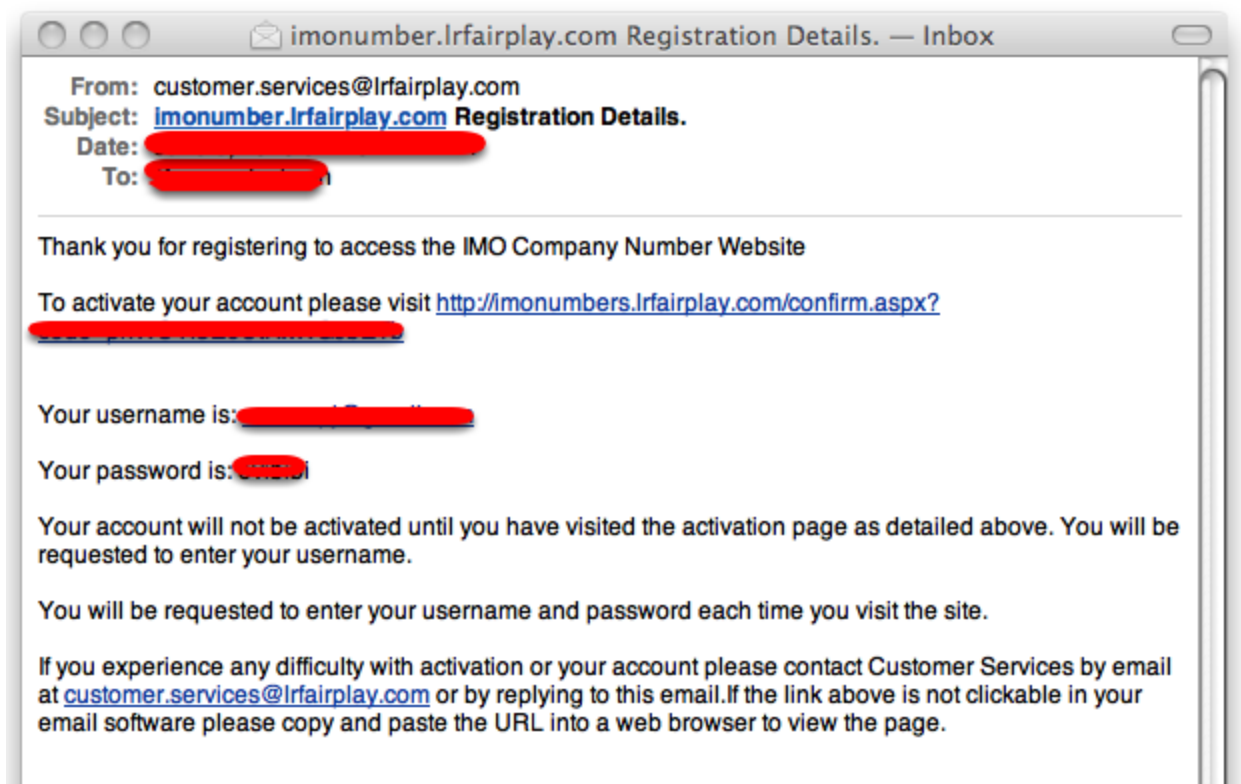 imonumber.lrfairplay.com Registration Details. — Inbox
From: customer.services@lrfairplay.com
Subject: imonumber.lrfairplay.com Registration Details.
Date:
To:
Thank you for registering to access the IMO Company Number Website
To activate your account please visit http://imonumbers.lrfairplay.com/confirm.aspx?
Your username is:
Your password is:
Your account will not be activated until you have visited the activation page as detailed above. You will be
requested to enter your username.
You will be requested to enter your username and password each time you visit the site.
If you experience any difficulty with activation or your account please contact Customer Services by email
at customer.services@lrfairplay.com or by replying to this email.If the link above is not clickable in your
email software please copy and paste the URL into a web browser to view the page.